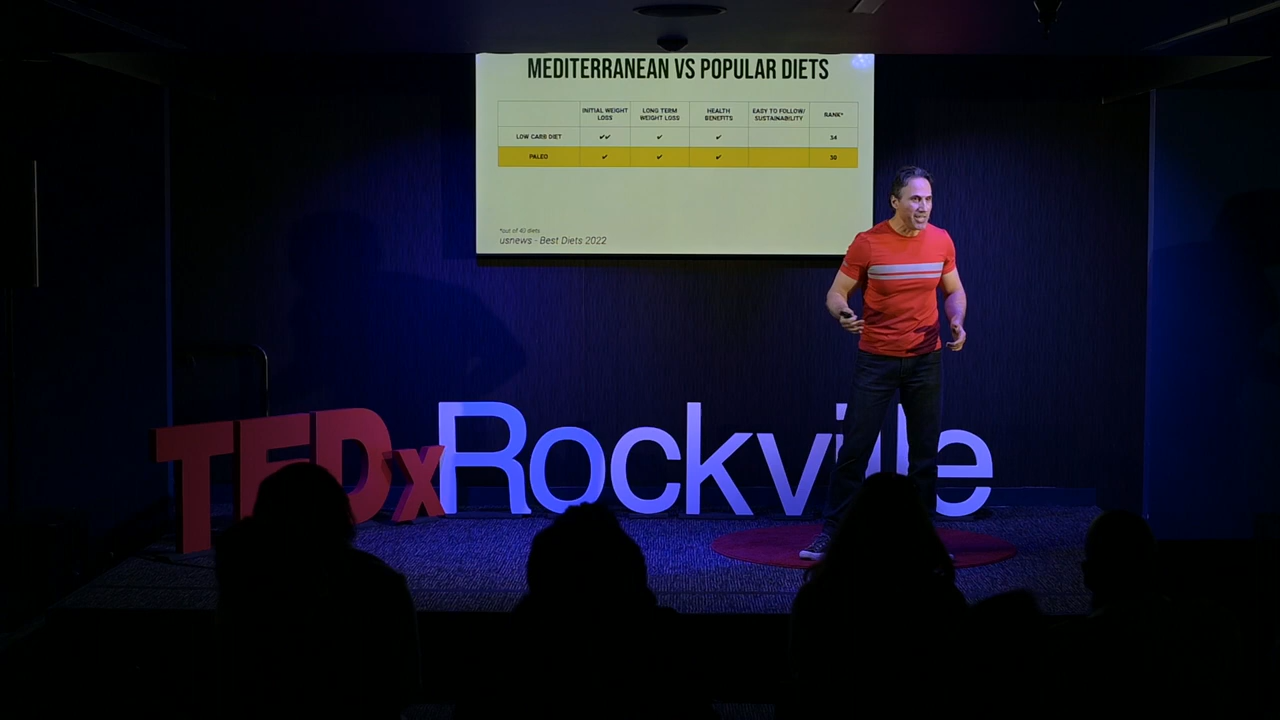 MEDITERRANEAN VS POPULAR DIETS
INITIAL WEIGHT LOSS LONG TERM WEIGHT LOSS HEALTH BENEFITS EASY TO FOLLOW/ SUSTAINABILITY RANK*
LOW CARB DIET ✔✔ ✔ ✔ 34
PALEO ✔ ✔ ✔ 30
*out of 40 diets
usnews - Best Diets 2022
TEDxRockville